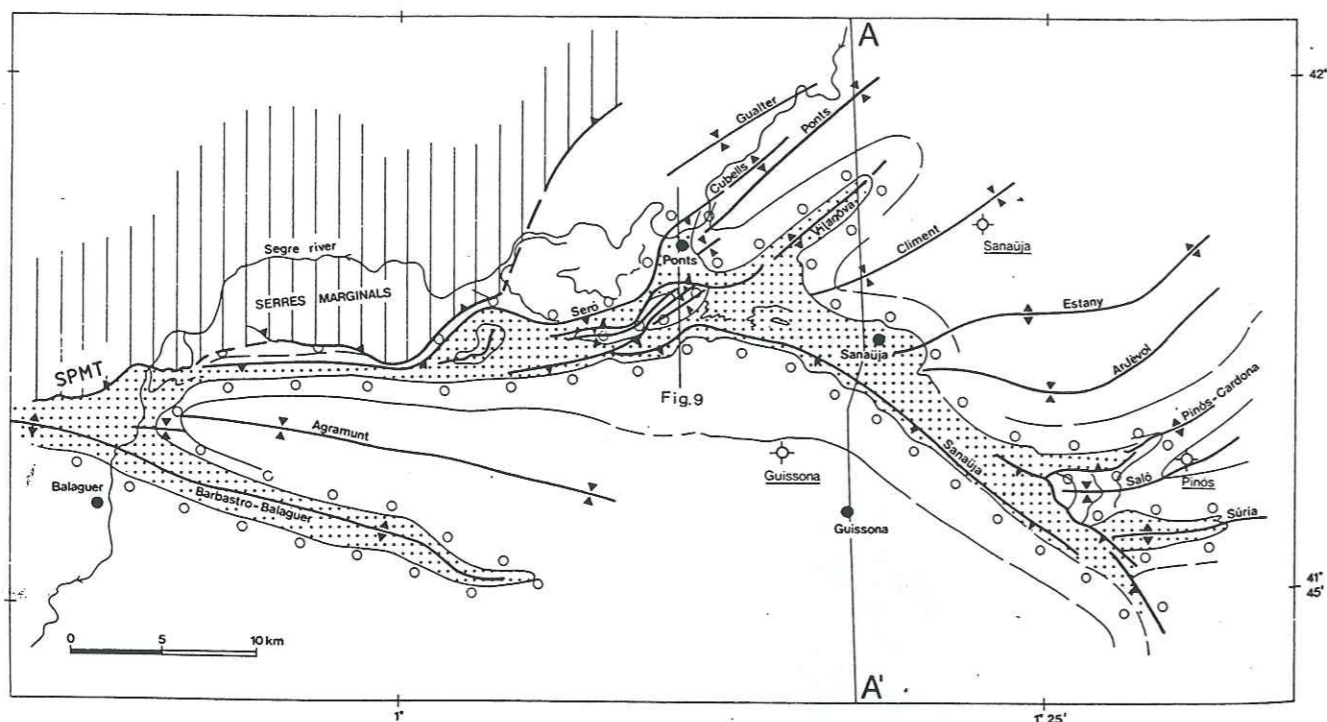 A
42°
Gualter
Ponts
Cubells
Vilanova
Climent
Sanaüja
Segre river
Ponts
SERRES MARGINALS
Seró
Estany
SPMT
Sanaüja
Ardèvol
Fig.9
Pinós-Cardona
Agramunt
Sanaüja
Guissona
Saló
Pinós
Balaguer
Barbastro-Balaguer
Guissona
Súria
41°
45'
0 5 10 km
A'
1°
1° 25'